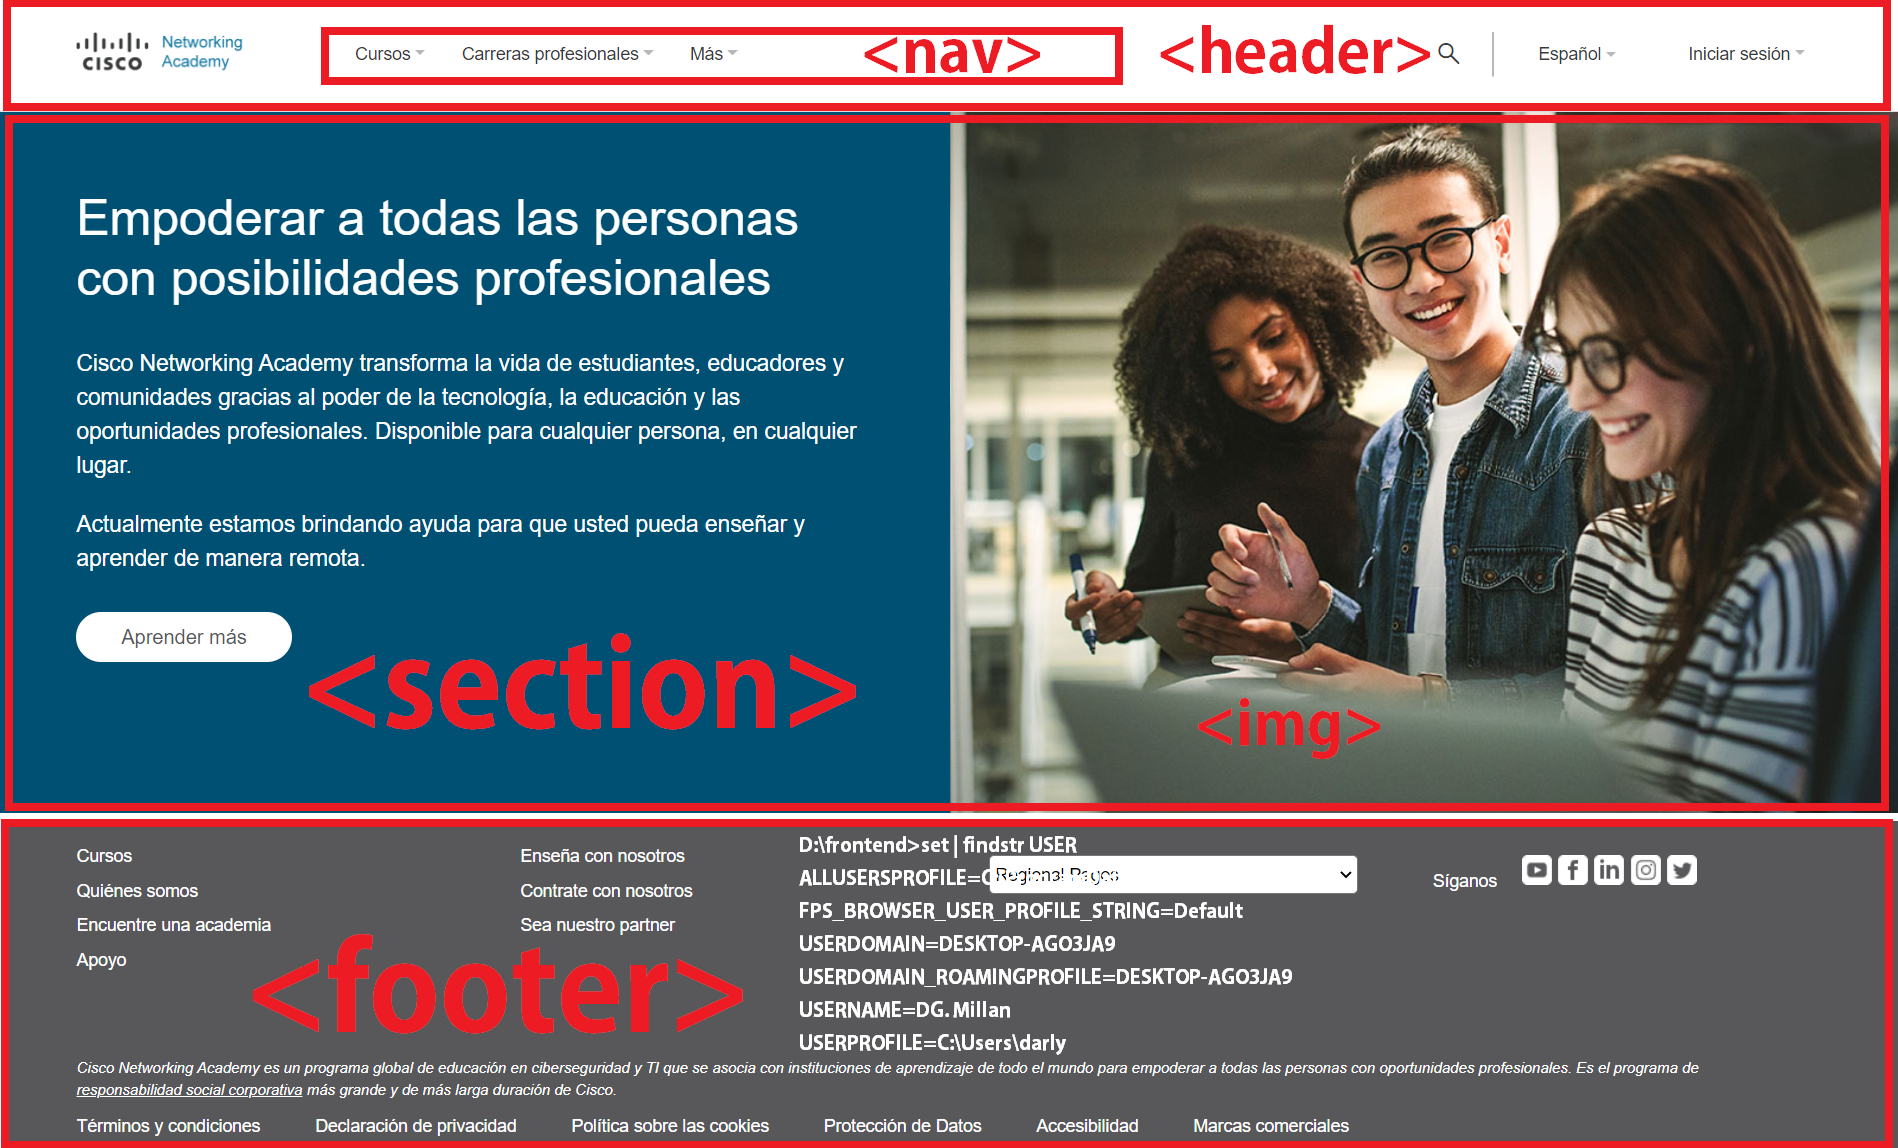 CISCO
Networking
Academy
Cursos
Carreras profesionales
Más
<nav>
<header>
Español
Iniciar sesión
Empoderar a todas las personas
con posibilidades profesionales
Cisco Networking Academy transforma la vida de estudiantes, educadores y
comunidades gracias al poder de la tecnología, la educación y las
oportunidades profesionales. Disponible para cualquier persona, en cualquier
lugar.
Actualmente estamos brindando ayuda para que usted pueda enseñar y
aprender de manera remota.
Aprender más
<section>
<img>
Cursos
Quiénes somos
Encuentre una academia
Apoyo
Enseña con nosotros
Contrate con nosotros
Sea nuestro partner
<footer>
D:\frontend>set | findstr USER
ALLUSERSPROFILE=
Regional Pages
FPS_BROWSER_USER_PROFILE_STRING=Default
USERDOMAIN=DESKTOP-AGO3JA9
USERDOMAIN_ROAMINGPROFILE=DESKTOP-AGO3JA9
USERNAME=DG. Millan
USERPROFILE=C:\Users\darly
Síganos
Cisco Networking Academy es un programa global de educación en ciberseguridad y TI que se asocia con instituciones de aprendizaje de todo el mundo para empoderar a todas las personas con oportunidades profesionales. Es el programa de
responsabilidad social corporativa más grande y de más larga duración de Cisco.
Términos y condiciones
Declaración de privacidad
Política sobre las cookies
Protección de Datos
Accesibilidad
Marcas comerciales